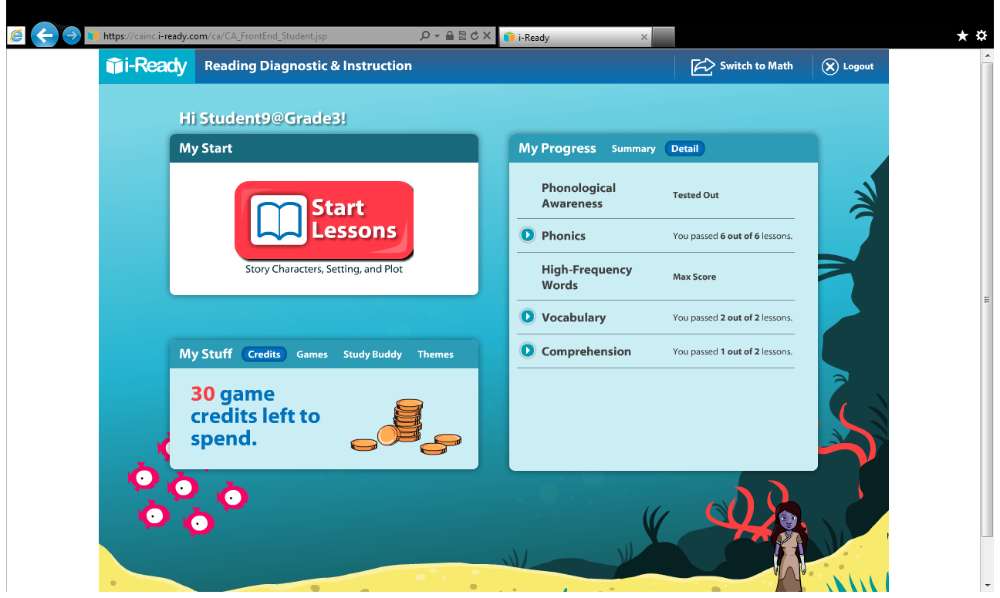 https://cainc.i-ready.com/ca/CA_FrontEnd_Student.jsp
i-Ready
i-Ready
Reading Diagnostic & Instruction
Switch to Math
Logout
Hi Student9@Grade3!
My Start
Start
Lessons
Story Characters, Setting, and Plot
My Stuff Credits Games Study Buddy Themes
30 game
credits left to
spend.
My Progress Summary Detail
Phonological
Awareness
Tested Out
Phonics You passed 6 out of 6 lessons.
High-Frequency
Words
Max Score
Vocabulary You passed 2 out of 2 lessons.
Comprehension You passed 1 out of 2 lessons.